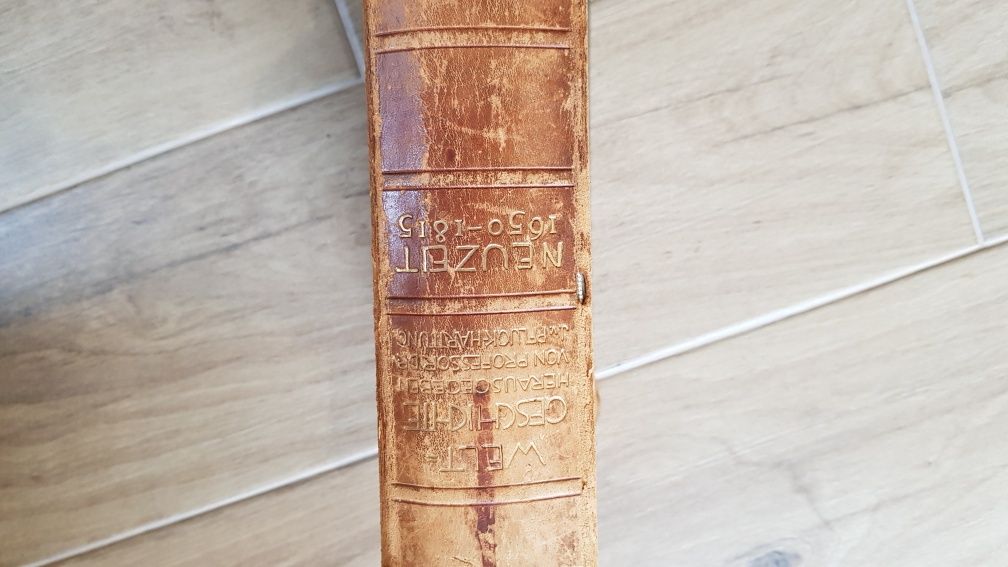 WELT=
GESCHICHTE
HERAUSGEGEBEN
VON PROFESSOR DR.
J. v. PFLUGK-HARTTUNG
NEUZEIT
1650-1815